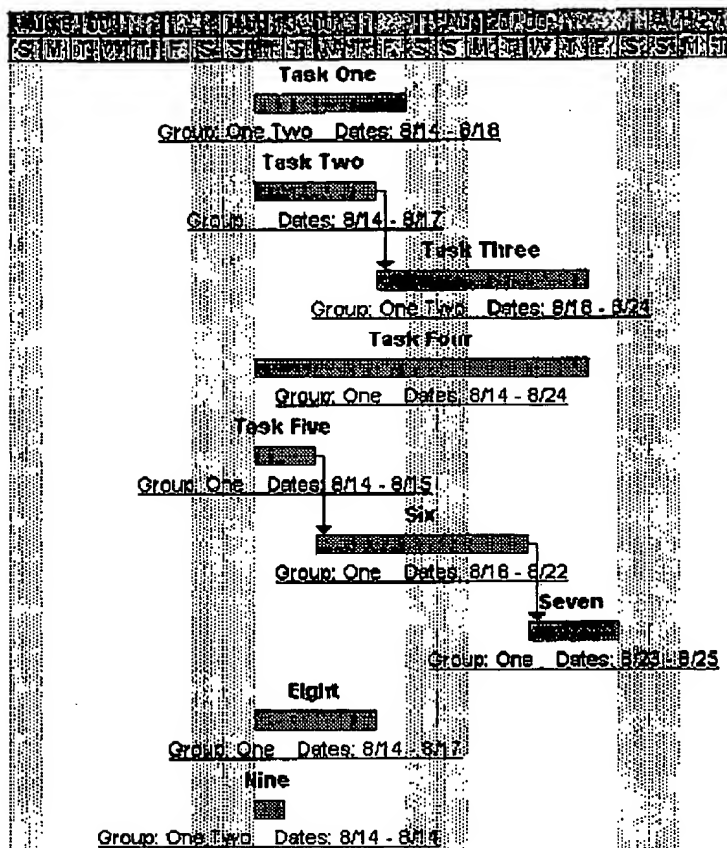 S M T W T F S S M T W T F S S M T W T F S S M T
Task One
Group: One Two Dates: 8/14 - 8/18
Task Two
Group: Dates: 8/14 - 8/17
Task Three
Group: One Two Dates: 8/18 - 8/24
Task Four
Group: One Dates: 8/14 - 8/24
Task Five
Group: One Dates: 8/14 - 8/15
Six
Group: One Dates: 8/16 - 8/22
Seven
Group: One Dates: 8/23 - 8/25
Eight
Group: One Dates: 8/14 - 8/17
Nine
Group: One Two Dates: 8/14 - 8/14